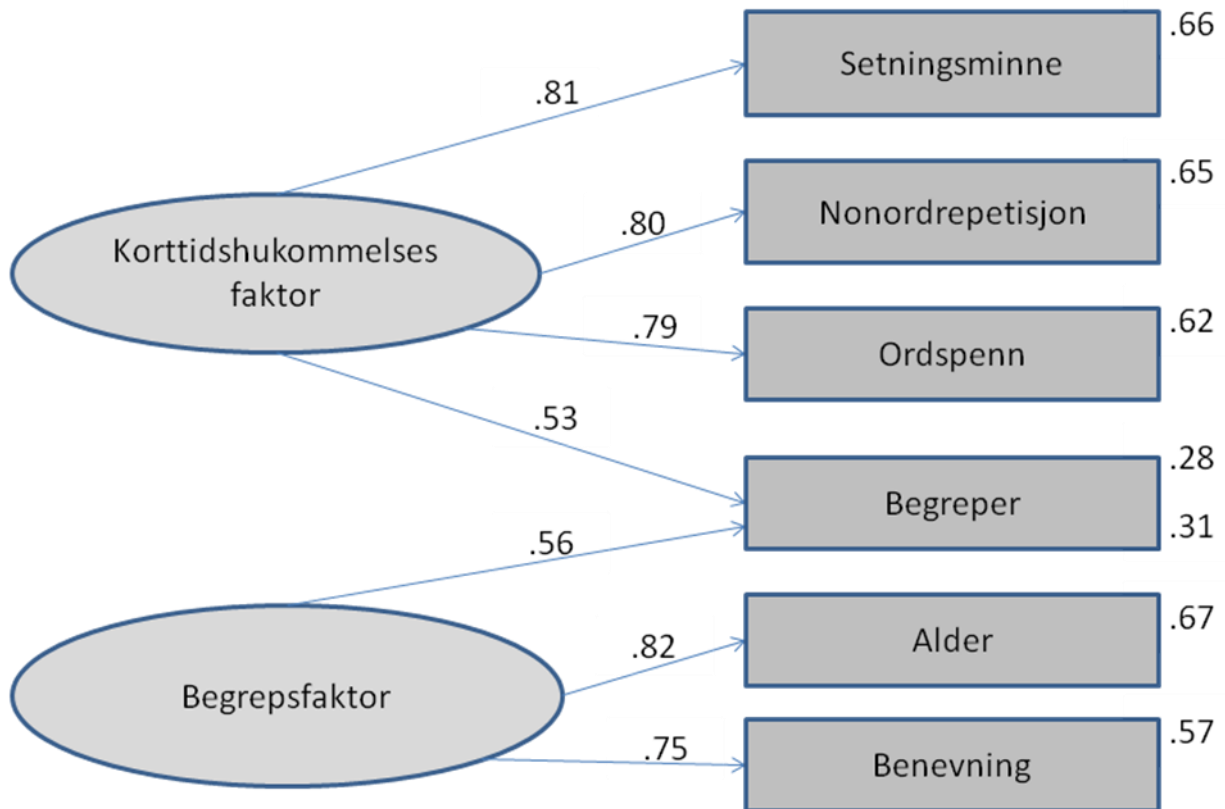 .66
Setningsminne
.81
.65
Nonordrepetisjon
.80
Korttidshukommelses
faktor
.62
.79
Ordspenn
.53
.28
Begreper
.31
.56
.67
Alder
.82
Begrepsfaktor
.57
.75
Benevning